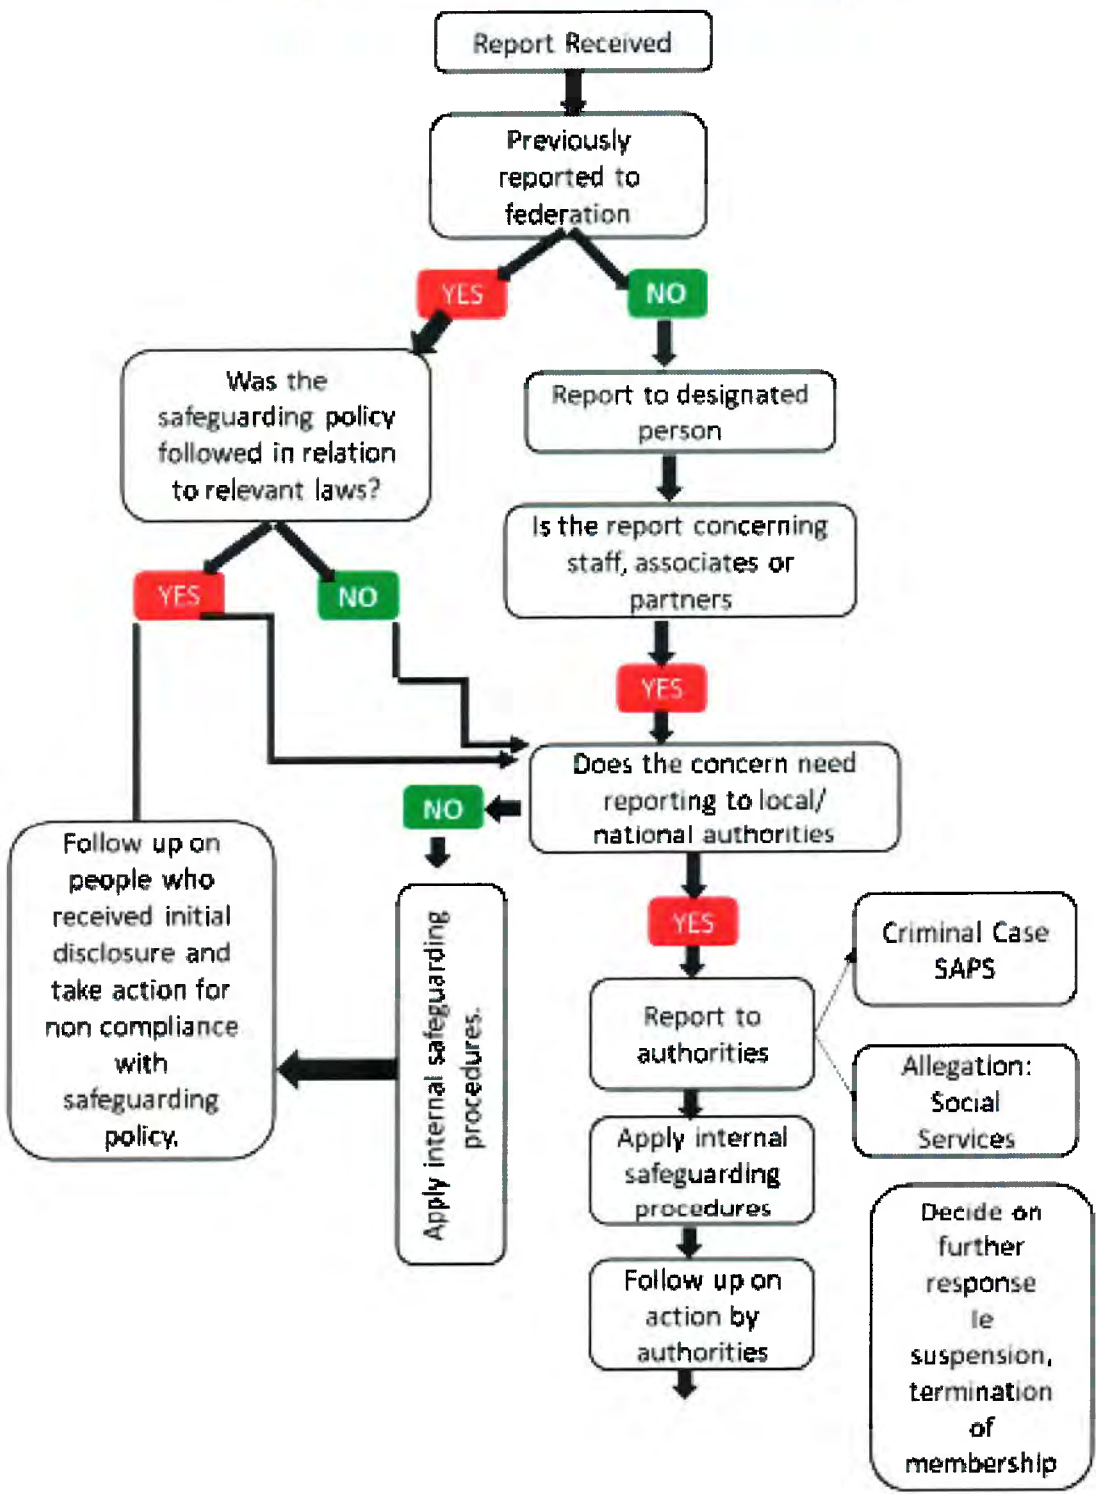 Report Received
Previously
reported to
federation
YES
NO
Was the
safeguarding policy
followed in relation
to relevant laws?
Report to designated
person
Is the report concerning
staff, associates or
partners
YES
NO
YES
Does the concern need
reporting to local/
national authorities
NO
YES
Follow up on
people who
received initial
disclosure and
take action for
non compliance
with
safeguarding
policy.
Apply internal safeguarding
procedures.
Report to
authorities
Criminal Case
SAPS
Allegation:
Social
Services
Apply internal
safeguarding
procedures
Follow up on
action by
authorities
Decide on
further
response
Ie
suspension,
termination
of
membership